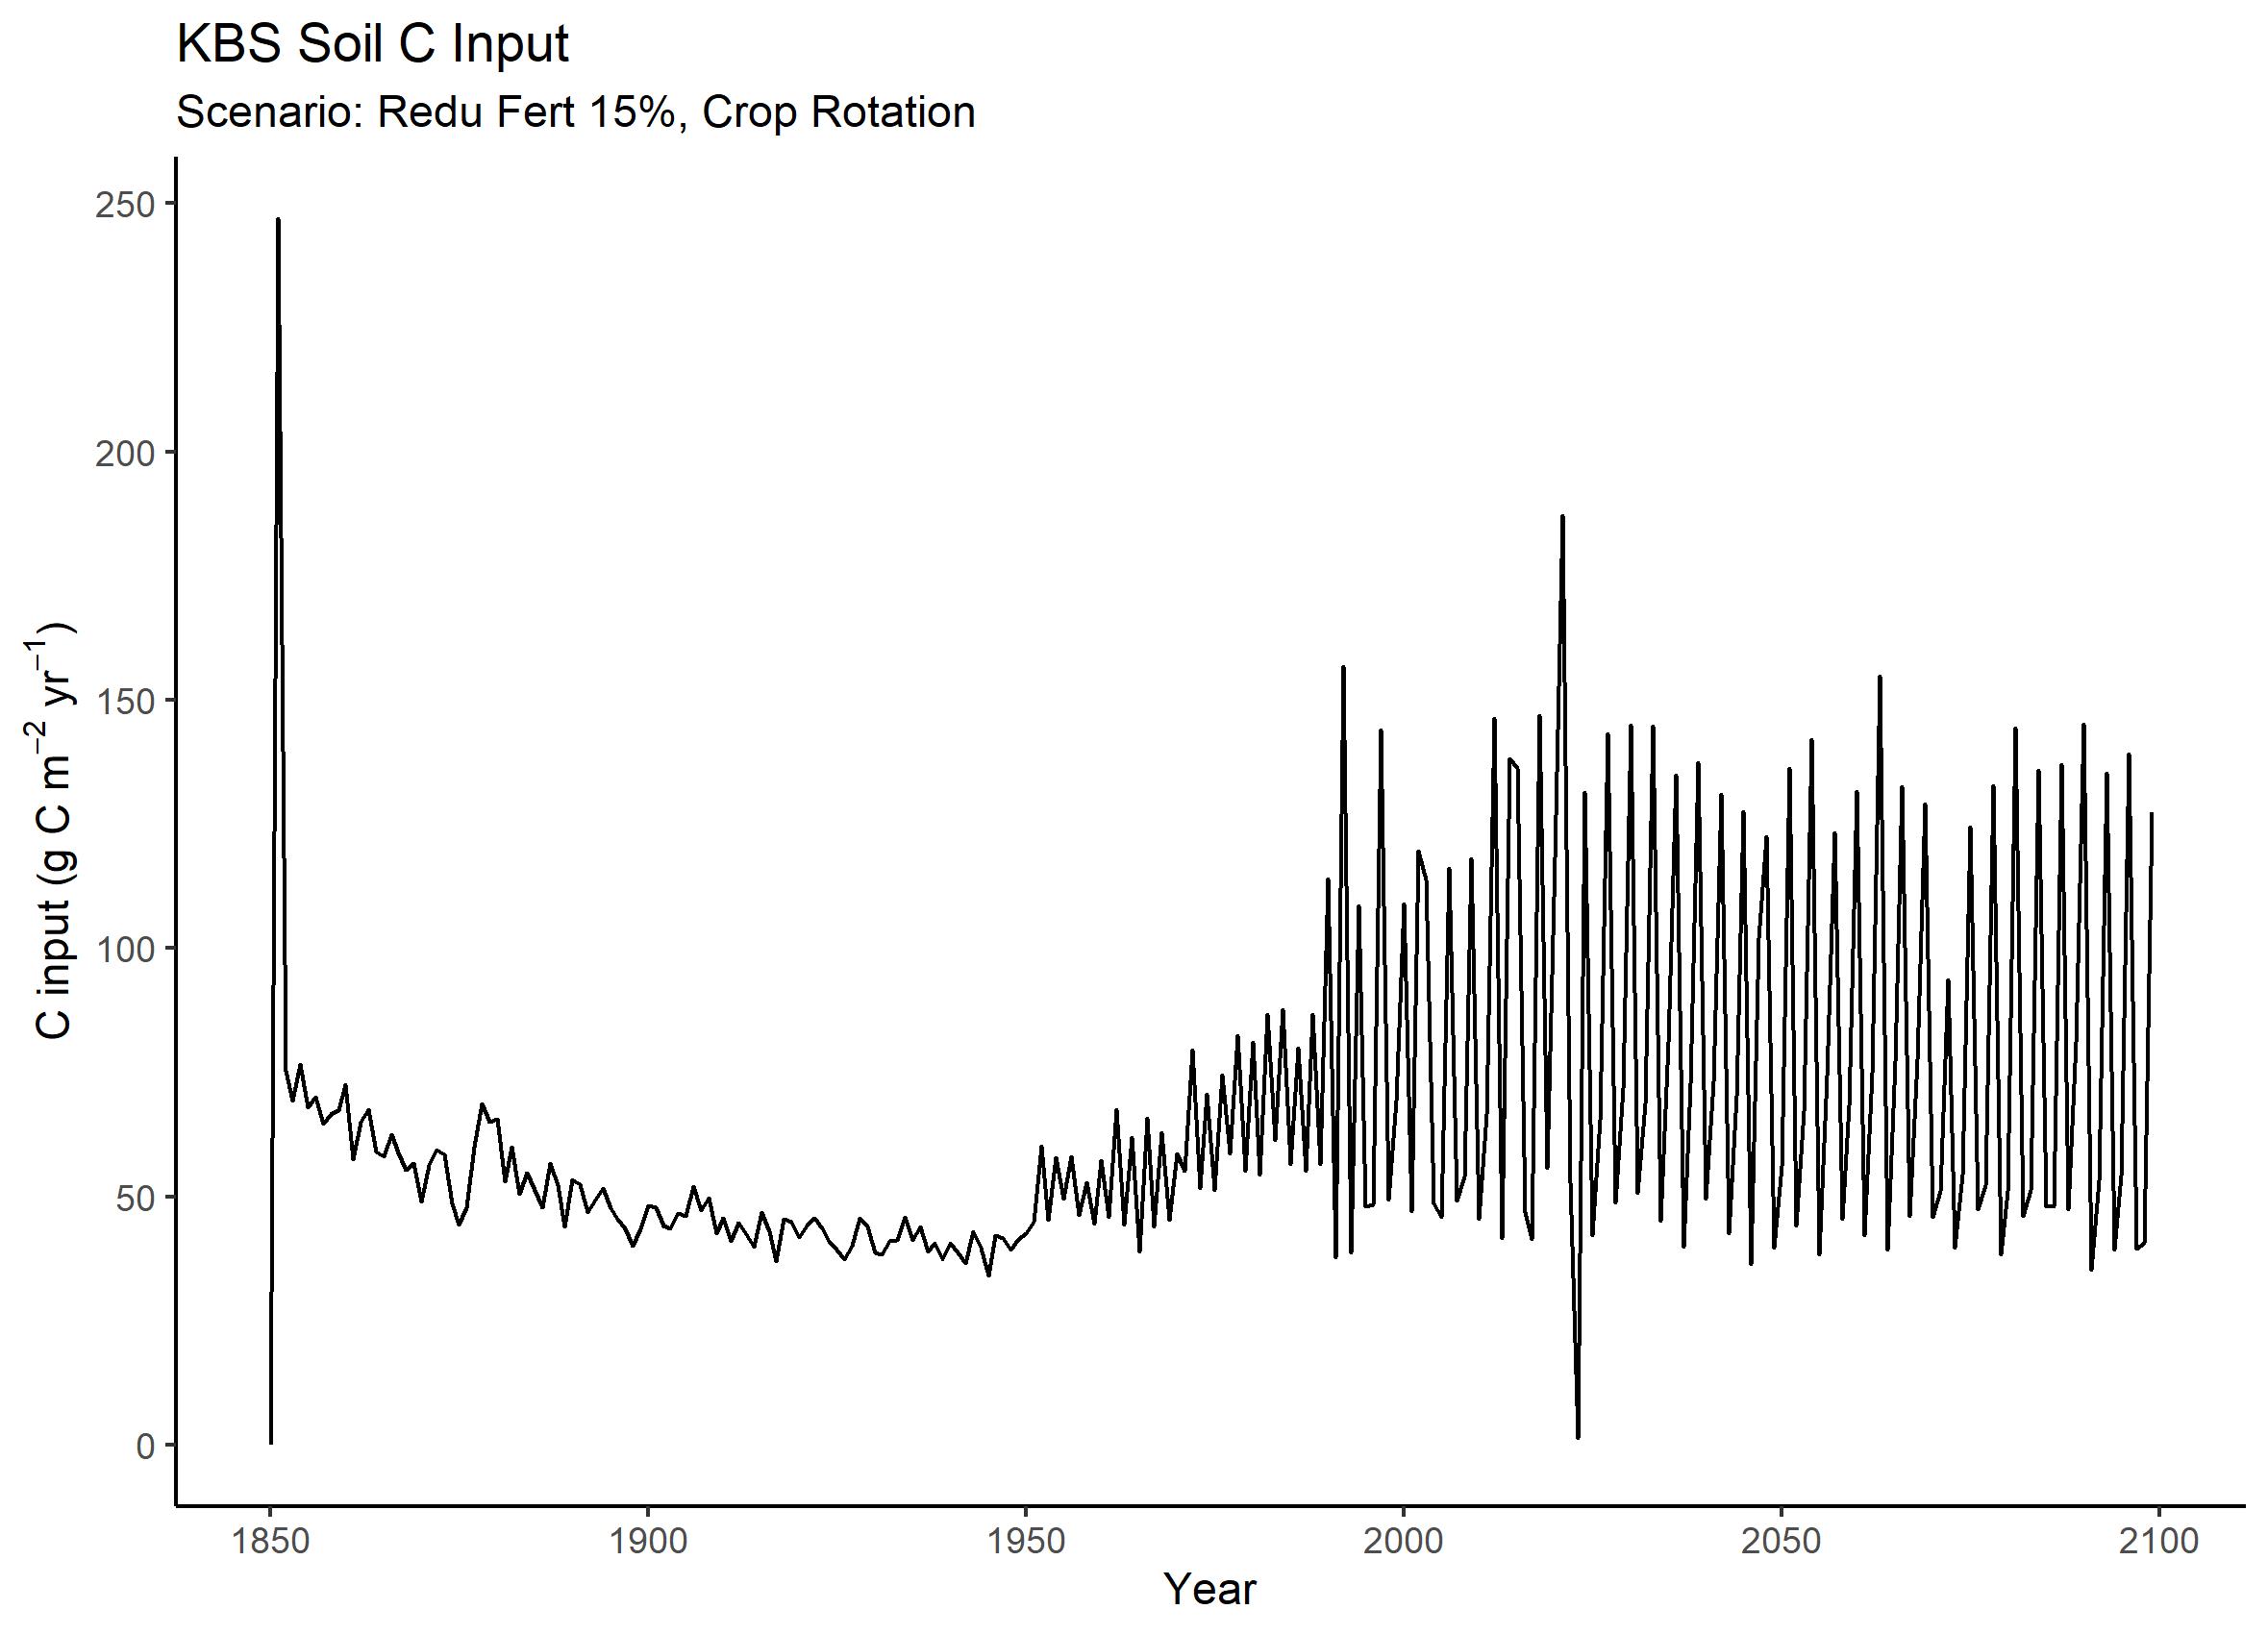 KBS Soil C Input
Scenario: Redu Fert 15%, Crop Rotation
250
200
150
100
50
0
C input (g C m⁻² yr⁻¹)
1850 1900 1950 2000 2050 2100
Year